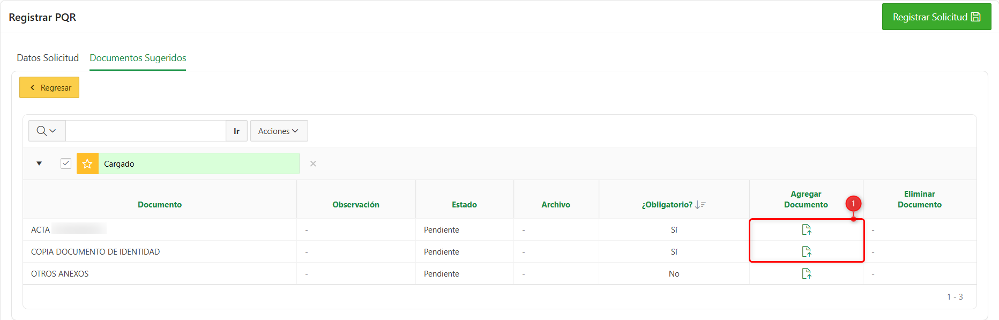 Registrar PQR
Registrar Solicitud
Datos Solicitud Documentos Sugeridos
Regresar
Ir Acciones
Cargado
Documento Observación Estado Archivo ¿Obligatorio? Agregar Documento Eliminar Documento
1
ACTA - Pendiente - Sí -
COPIA DOCUMENTO DE IDENTIDAD - Pendiente - Sí -
OTROS ANEXOS - Pendiente - No -
1 - 3